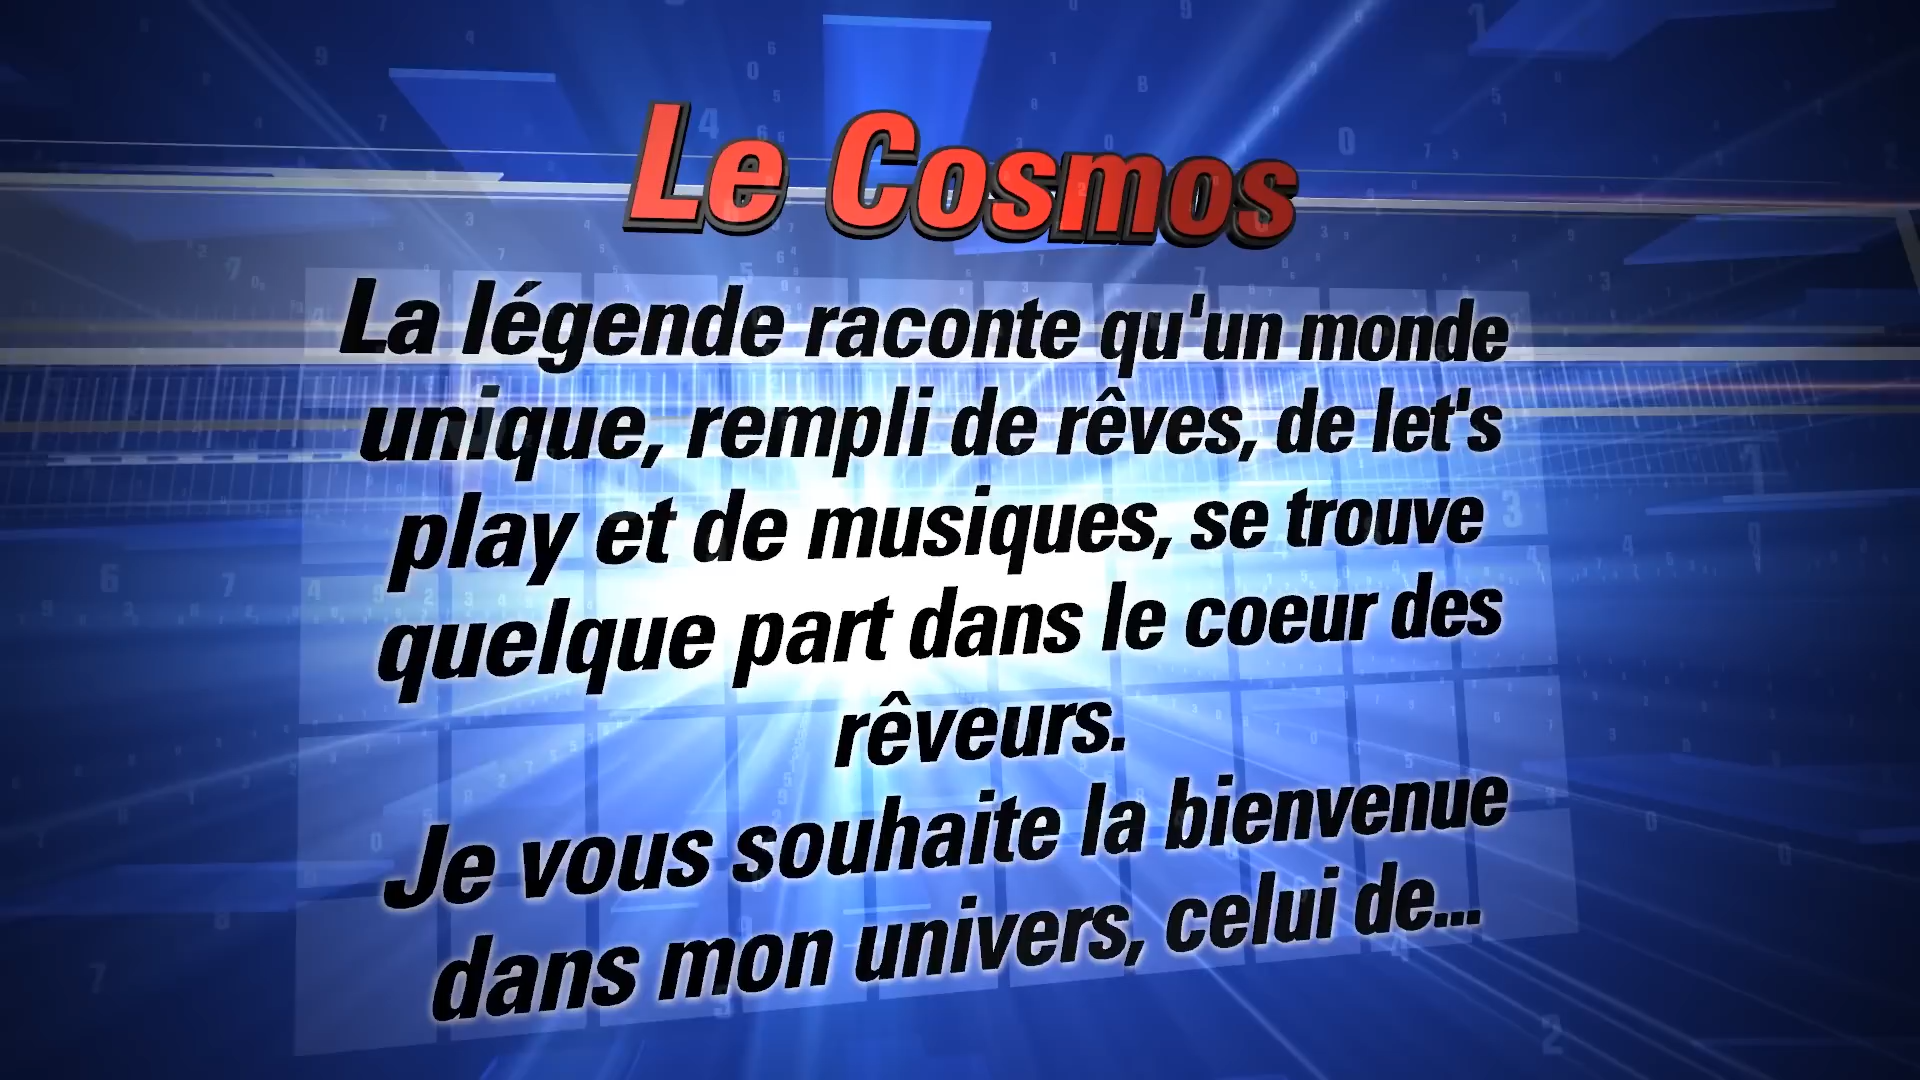 Le Cosmos
La légende raconte qu'un monde
unique, rempli de rêves, de let's
play et de musiques, se trouve
quelque part dans le coeur des
rêveurs.
Je vous souhaite la bienvenue
dans mon univers, celui de...